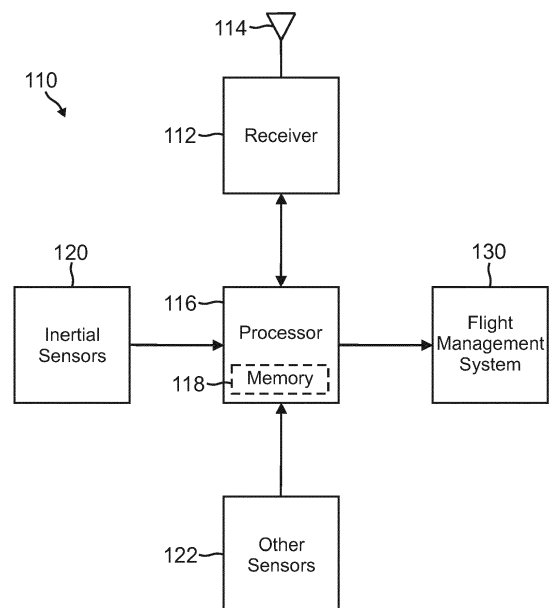 114
110
112
Receiver
120
116
130
Inertial
Sensors
Processor
118
Memory
Flight
Management
System
122
Other
Sensors